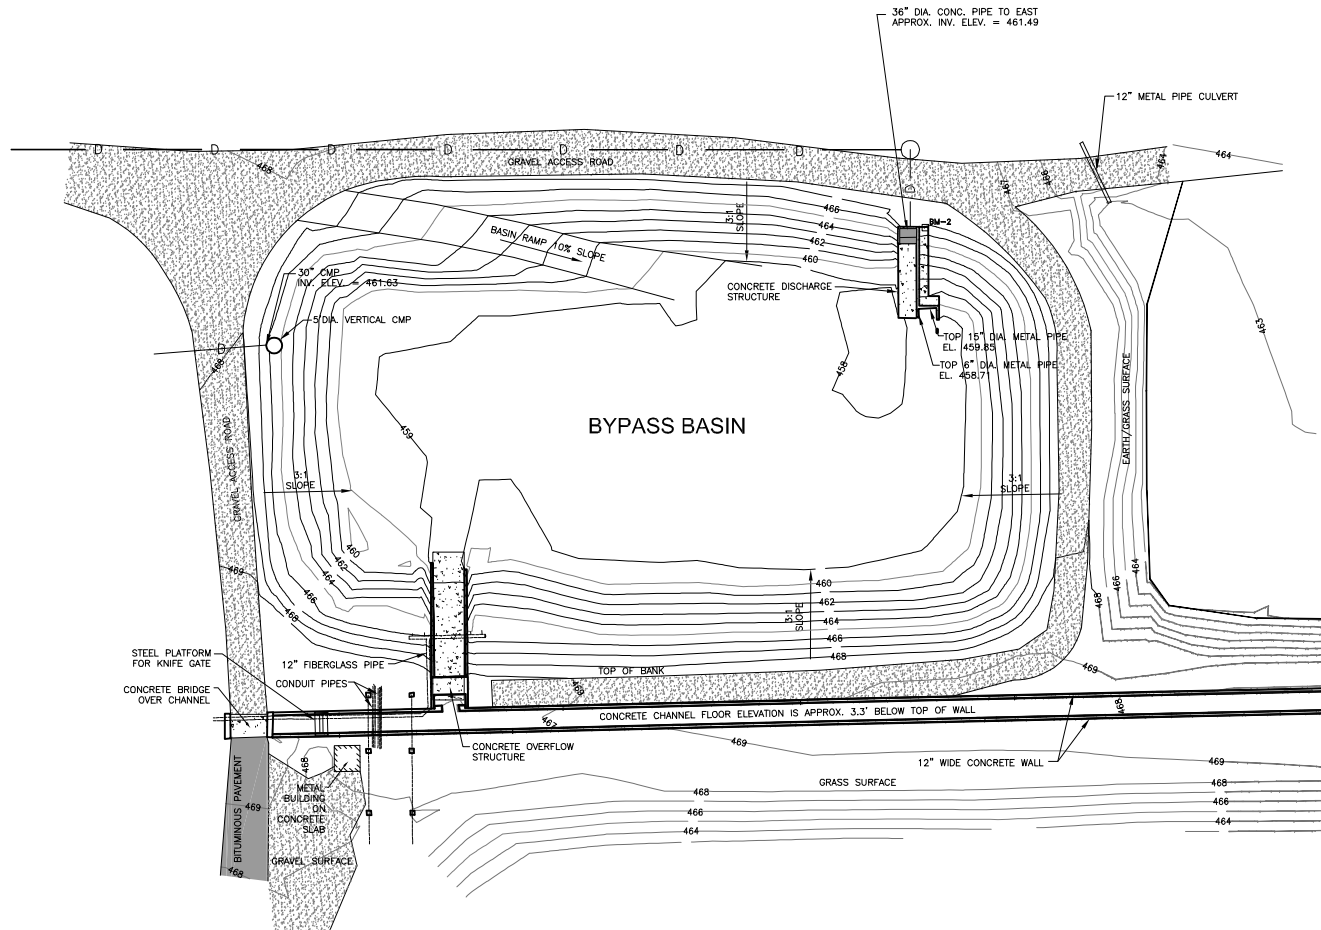 36" DIA. CONC. PIPE TO EAST
APPROX. INV. ELEV. = 461.49
12" METAL PIPE CULVERT
D
D
D
D
D
D
D
GRAVEL ACCESS ROAD
468
464
464
466
467
D
BM-2
466
464
462
460
3:1
SLOPE
BASIN RAMP 10% SLOPE
30" CMP
INV. ELEV. = 461.63
5'DIA. VERTICAL CMP
D
468
CONCRETE DISCHARGE
STRUCTURE
TOP 15" DIA. METAL PIPE
EL. 459.85
TOP 6" DIA. METAL PIPE
EL. 458.71
463
458
459
BYPASS BASIN
EARTH/GRASS SURFACE
GRAVEL ACCESS ROAD
3:1
SLOPE
3:1
SLOPE
460
462
464
466
468
469
460
462
464
466
468
3:1
SLOPE
464
466
468
469
STEEL PLATFORM
FOR KNIFE GATE
12" FIBERGLASS PIPE
CONDUIT PIPES
TOP OF BANK
CONCRETE BRIDGE
OVER CHANNEL
469
467
468
CONCRETE CHANNEL FLOOR ELEVATION IS APPROX. 3.3' BELOW TOP OF WALL
CONCRETE OVERFLOW
STRUCTURE
469
12" WIDE CONCRETE WALL
469
468
METAL
BUILDING
ON
CONCRETE
SLAB
BITUMINOUS PAVEMENT
469
468
GRAVEL SURFACE
GRASS SURFACE
468
466
464
468
466
464